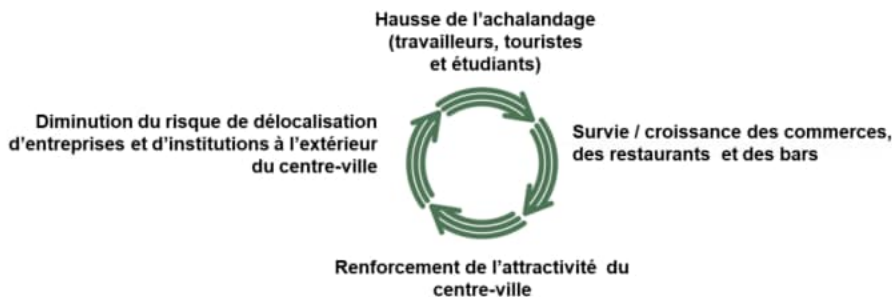 Hausse de l'achalandage
(travailleurs, touristes
et étudiants)
Diminution du risque de délocalisation
d'entreprises et d'institutions à l'extérieur
du centre-ville
Survie / croissance des commerces,
des restaurants et des bars
Renforcement de l'attractivité du
centre-ville